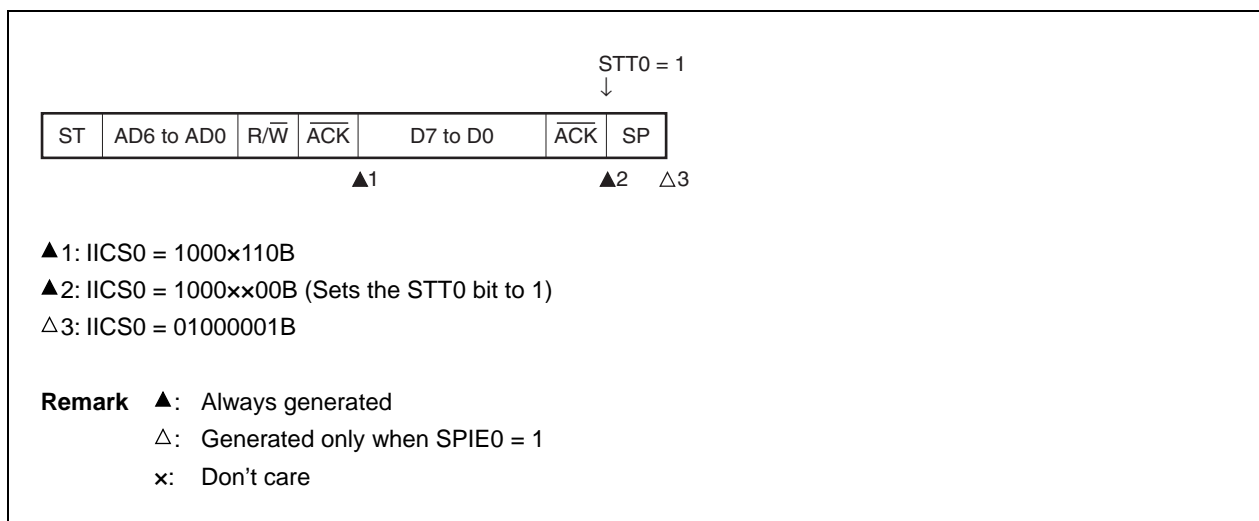 STT0 = 1
↓
ST AD6 to AD0 R/W̅ A̅C̅K̅ D7 to D0 A̅C̅K̅ SP
▲1 ▲2 △3
▲1: IICS0 = 1000×110B
▲2: IICS0 = 1000××00B (Sets the STT0 bit to 1)
△3: IICS0 = 01000001B
Remark ▲: Always generated
△: Generated only when SPIE0 = 1
×: Don't care